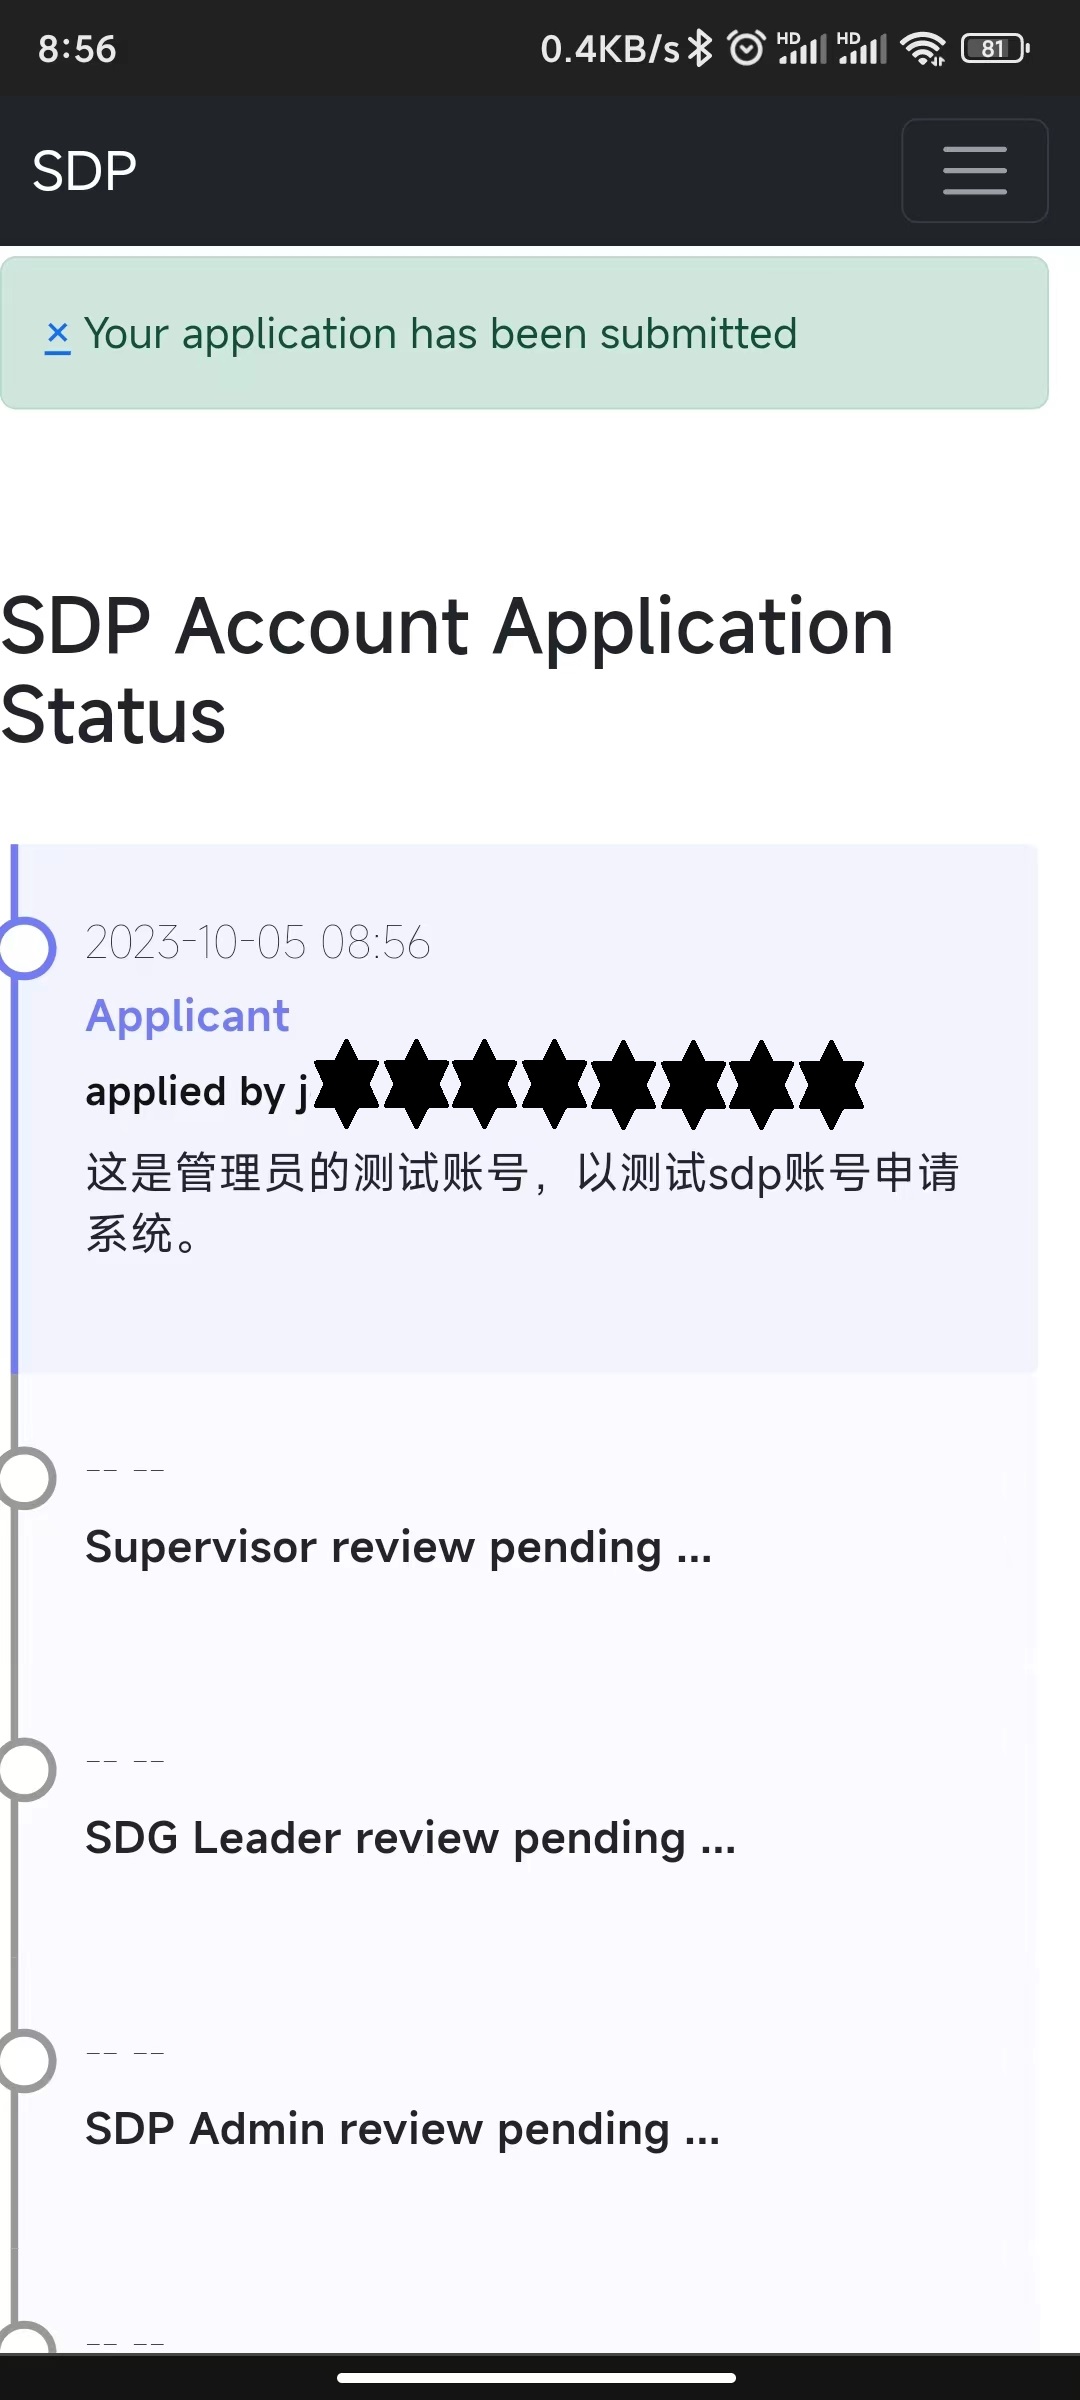 8:56 0.4KB/s HD HD 81
SDP
× Your application has been submitted
SDP Account Application
Status
2023-10-05 08:56
Applicant
applied by j
这是管理员的测试账号，以测试sdp账号申请
系统。
-- --
Supervisor review pending ...
-- --
SDG Leader review pending ...
-- --
SDP Admin review pending ...
-- --